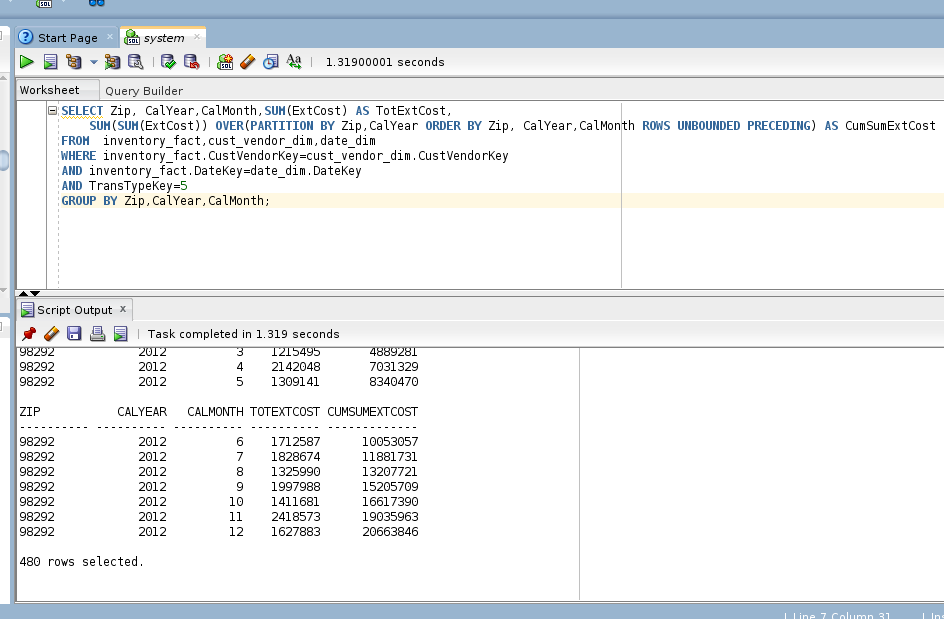 SQL
Start Page
system
1.31900001 seconds
Worksheet Query Builder
SELECT Zip, CalYear,CalMonth,SUM(ExtCost) AS TotExtCost,
SUM(SUM(ExtCost)) OVER(PARTITION BY Zip,CalYear ORDER BY Zip, CalYear,CalMonth ROWS UNBOUNDED PRECEDING) AS CumSumExtCost
FROM inventory_fact,cust_vendor_dim,date_dim
WHERE inventory_fact.CustVendorKey=cust_vendor_dim.CustVendorKey
AND inventory_fact.DateKey=date_dim.DateKey
AND TransTypeKey=5
GROUP BY Zip,CalYear,CalMonth;
Script Output x
Task completed in 1.319 seconds
98292 2012 3 1215495 4889281
98292 2012 4 2142048 7031329
98292 2012 5 1309141 8340470
ZIP CALYEAR CALMONTH TOTEXTCOST CUMSUMEXTCOST
---------- ---------- ---------- ---------- -------------
98292 2012 6 1712587 10053057
98292 2012 7 1828674 11881731
98292 2012 8 1325990 13207721
98292 2012 9 1997988 15205709
98292 2012 10 1411681 16617390
98292 2012 11 2418573 19035963
98292 2012 12 1627883 20663846
480 rows selected.
Line 7 Column 31